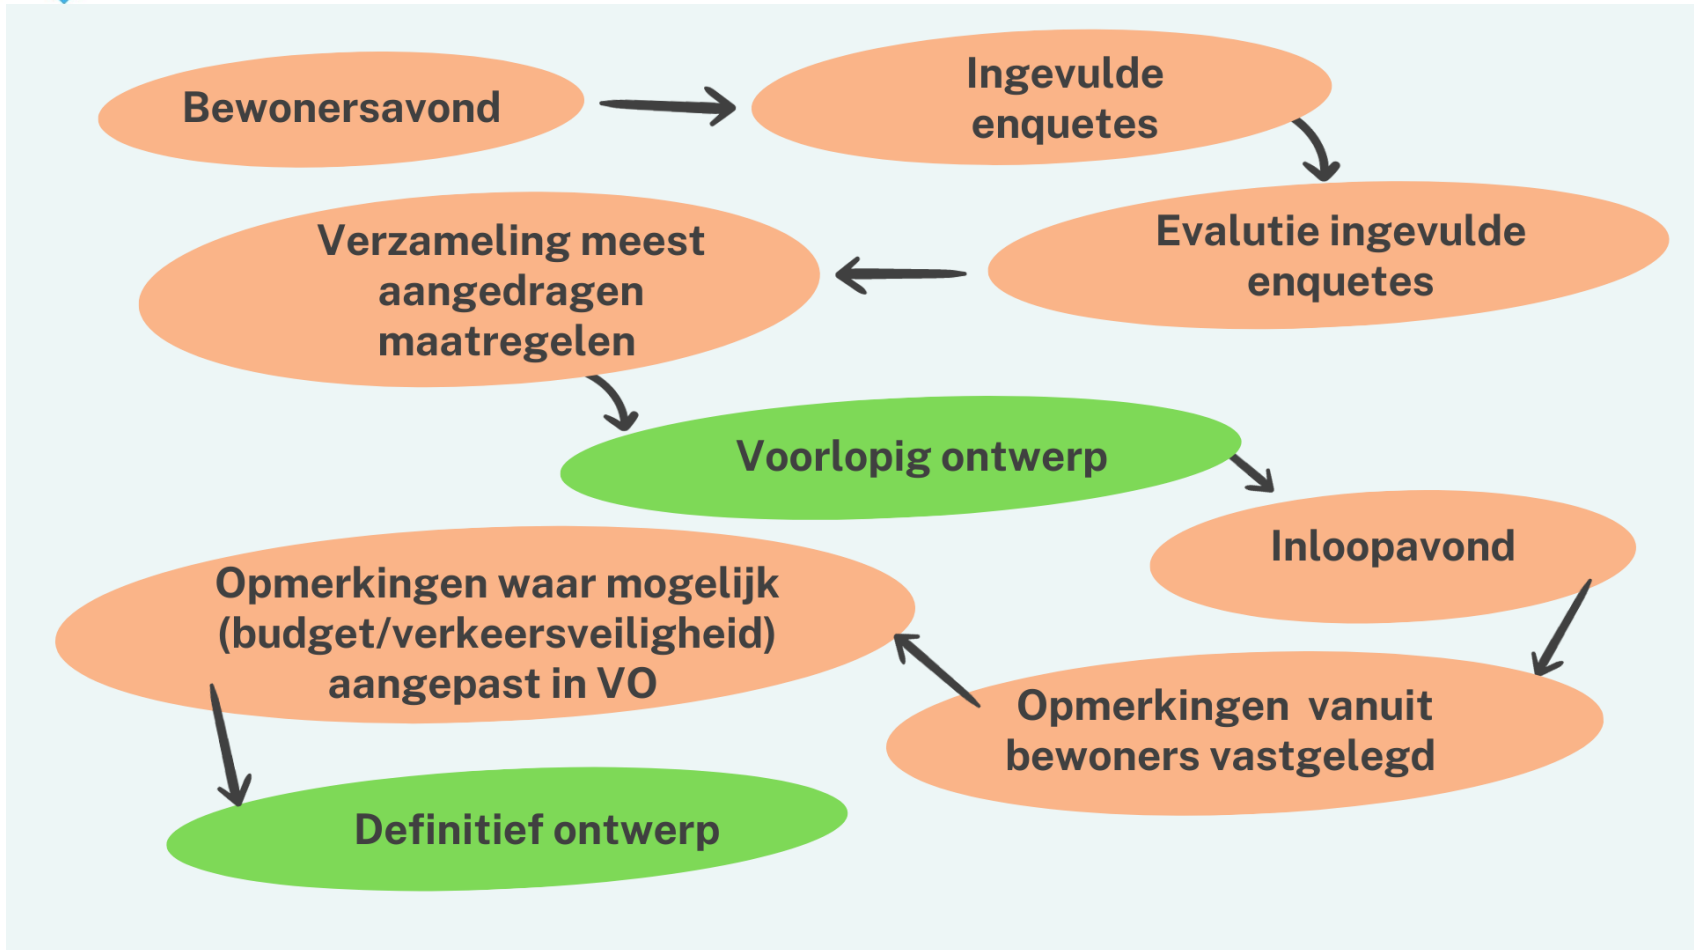 Bewonersavond
Ingevulde
enquetes
Evalutie ingevulde
enquetes
Verzameling meest
aangedragen
maatregelen
Voorlopig ontwerp
Inloopavond
Opmerkingen  vanuit
bewoners vastgelegd
Opmerkingen waar mogelijk
(budget/verkeersveiligheid)
aangepast in VO
Definitief ontwerp